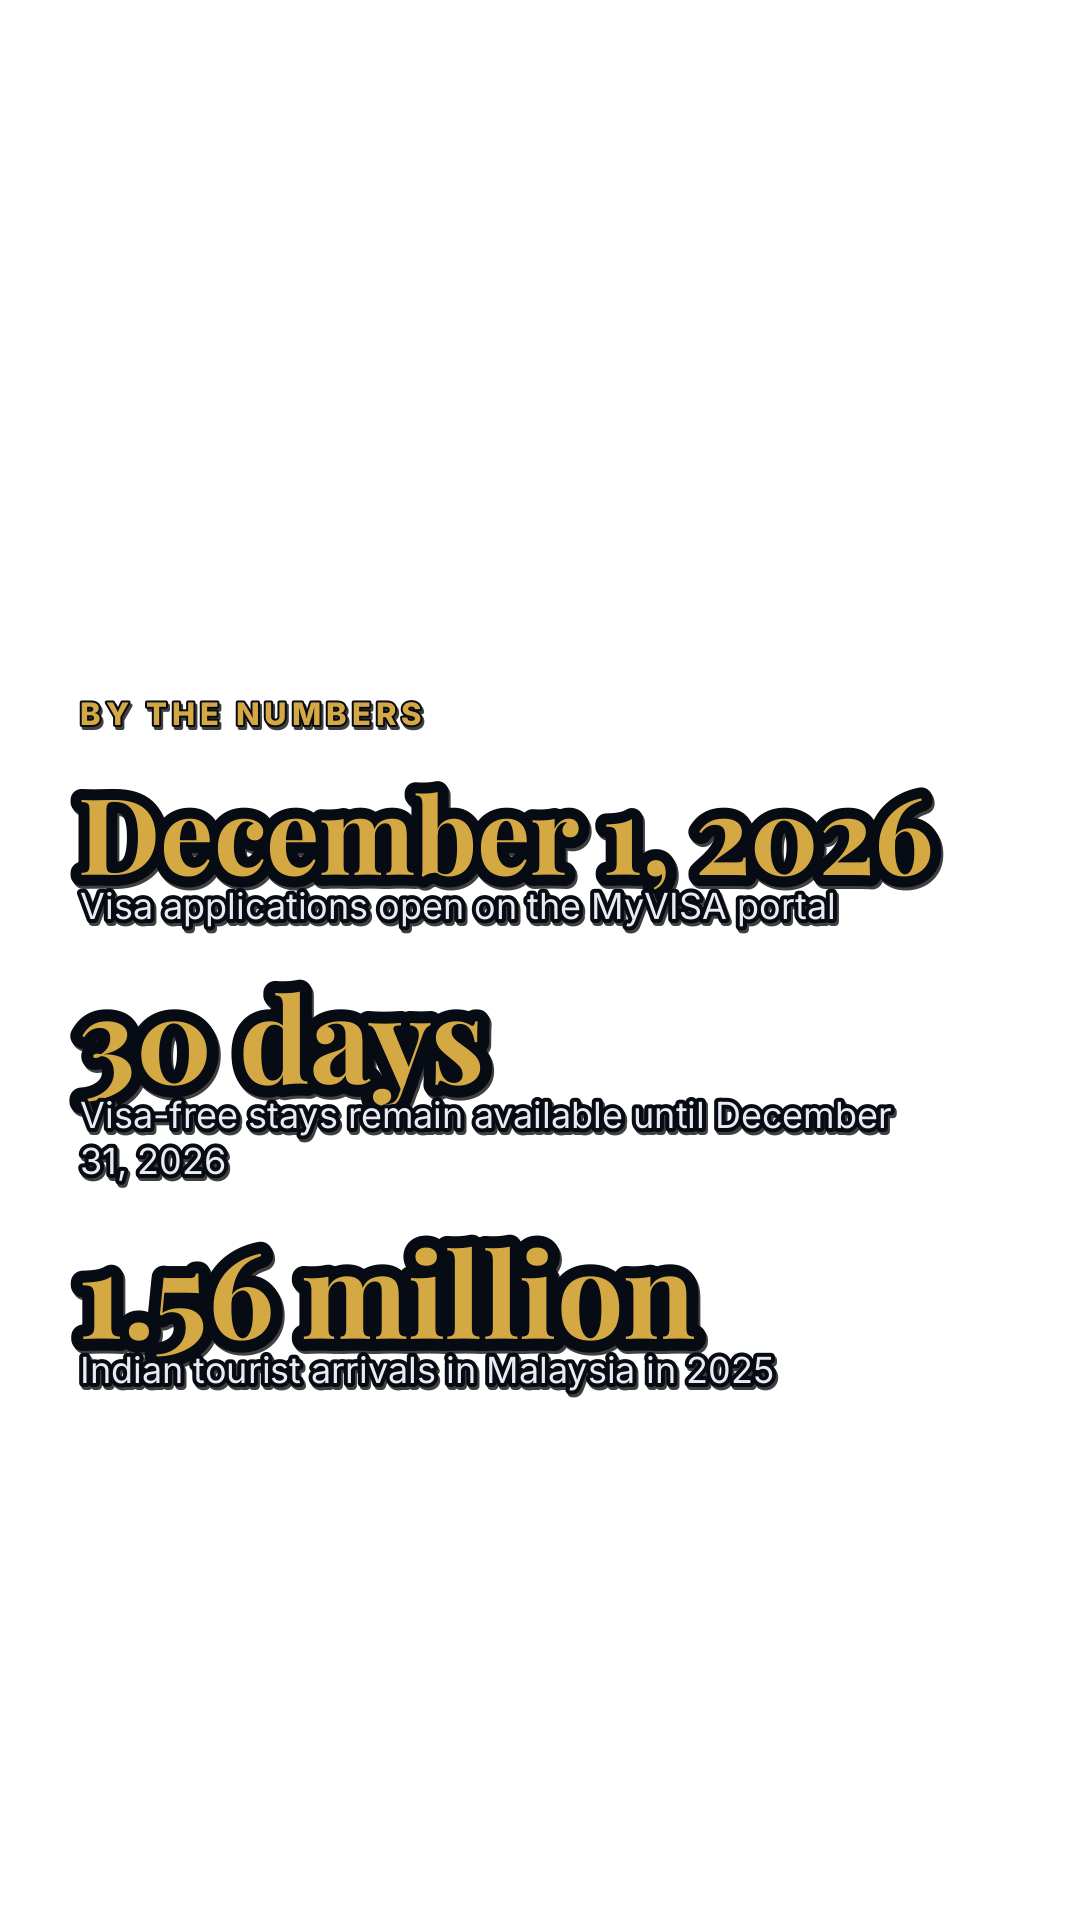 BY THE NUMBERS
December 1, 2026
Visa applications open on the MyVISA portal
30 days
Visa-free stays remain available until December
31, 2026
1.56 million
Indian tourist arrivals in Malaysia in 2025